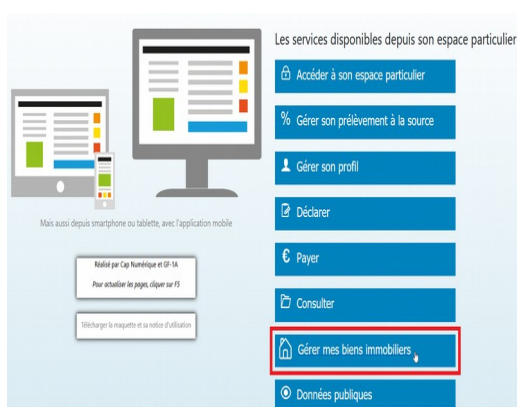 Les services disponibles depuis son espace particulier
Accéder à son espace particulier
% Gérer son prélèvement à la source
Gérer son profil
Déclarer
Mais aussi depuis smartphone ou tablette, avec l'application mobile
€ Payer
Réalisé par Cap Numérique et GF-1A
Pour actualiser les pages, cliquer sur F5
Consulter
Télécharger la maquette et sa notice d'utilisation
Gérer mes biens immobiliers
Données publiques